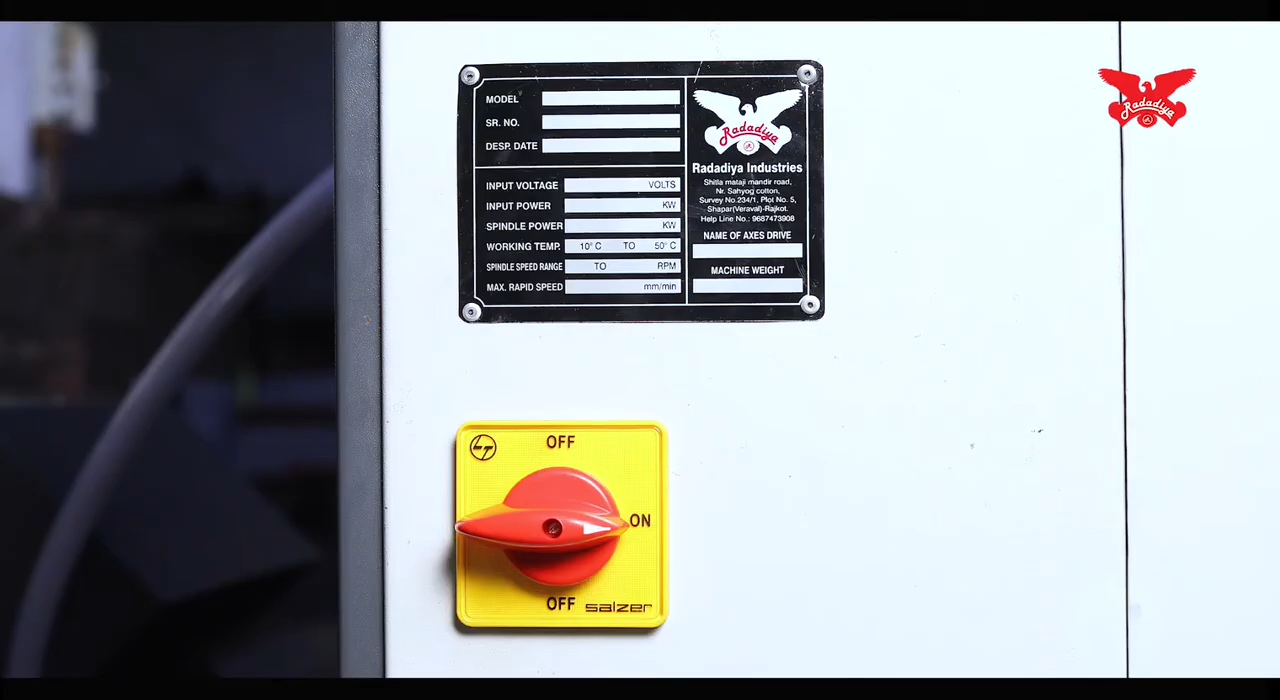 MODEL
SR. NO.
DESP. DATE
INPUT VOLTAGE VOLTS
INPUT POWER KW
SPINDLE POWER KW
WORKING TEMP. 10°C TO 50°C
SPINDLE SPEED RANGE TO RPM
MAX. RAPID SPEED mm/min
Radadiya
Radadiya Industries
Shitla mataji mandir road,
Nr. Sahyog cotton,
Survey No.234/1, Plot No. 5,
Shapar(Veraval)-Rajkot.
Help Line No.: 9687473908
NAME OF AXES DRIVE
MACHINE WEIGHT
Radadiya
LT
OFF
ON
OFF
salzer